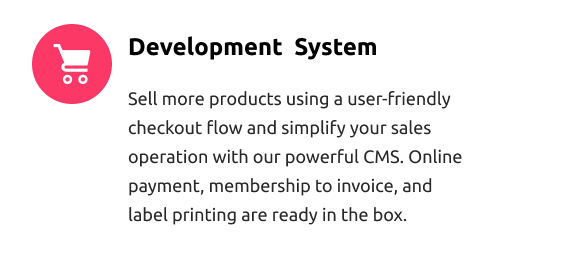 Development System
Sell more products using a user-friendly
checkout flow and simplify your sales
operation with our powerful CMS. Online
payment, membership to invoice, and
label printing are ready in the box.